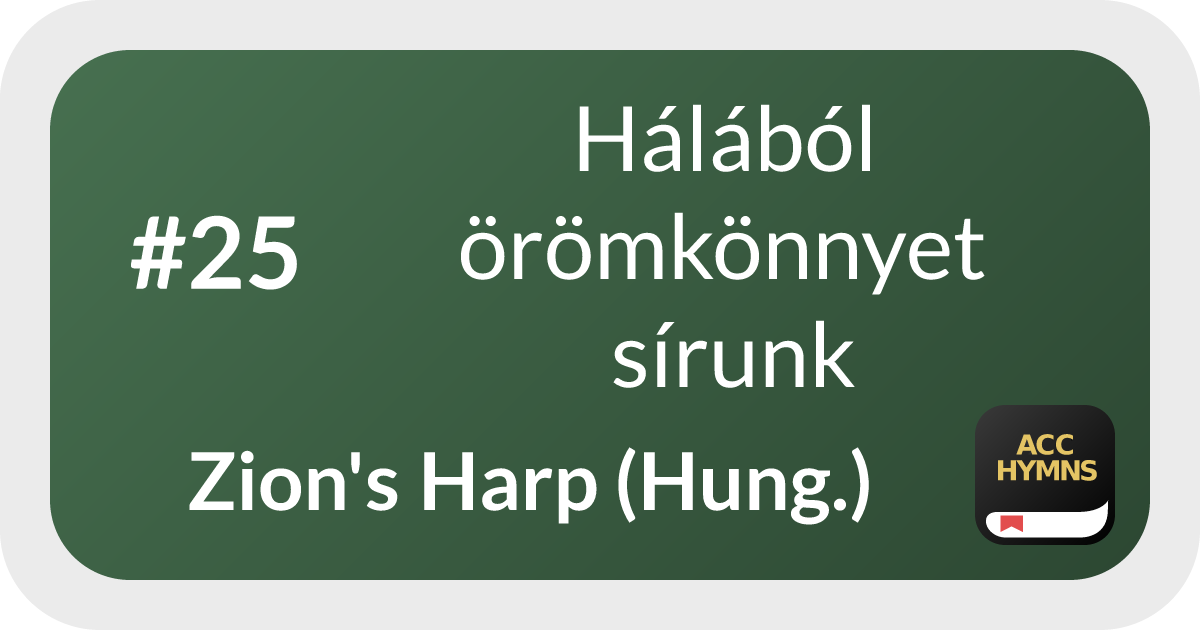 #25
Hálából
örömkönnyet
sírunk
Zion's Harp (Hung.)
ACC
HYMNS